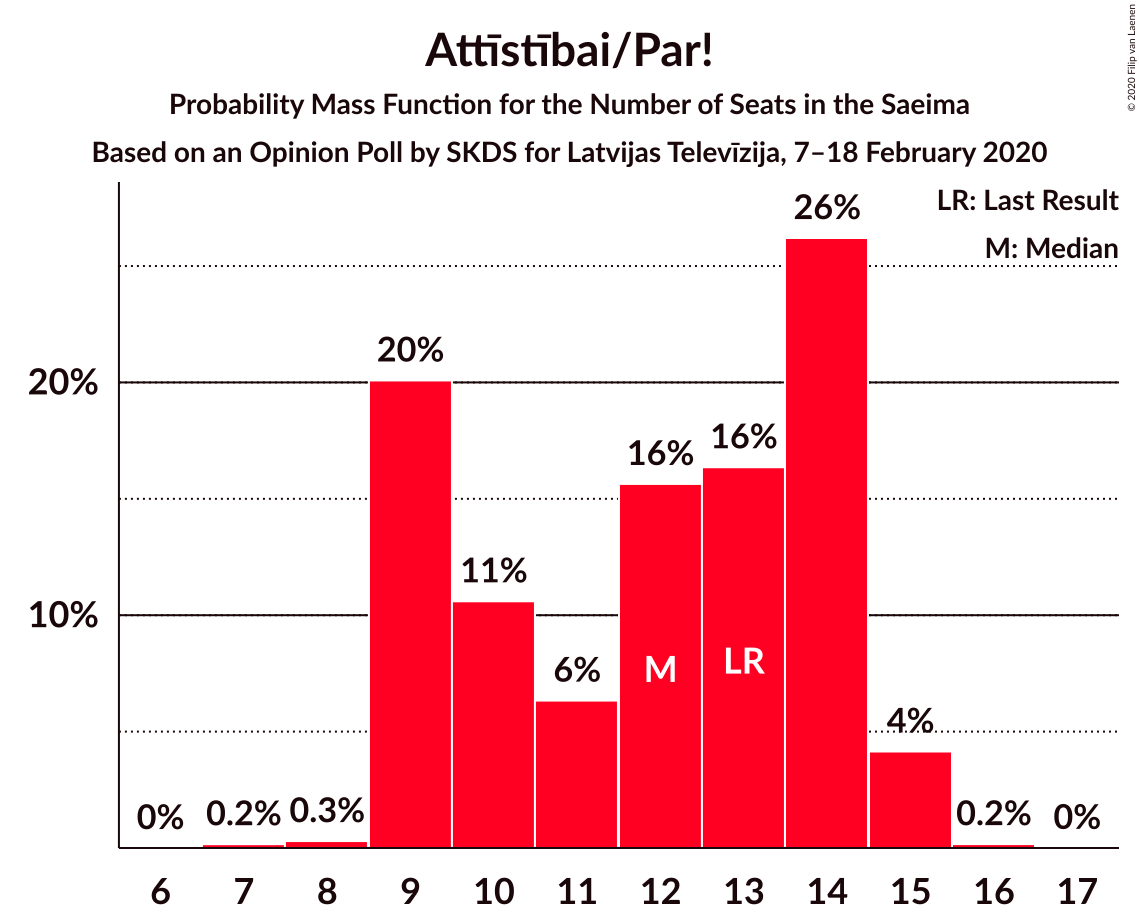 Attīstībai/Par!
Probability Mass Function for the Number of Seats in the Saeima
Based on an Opinion Poll by SKDS for Latvijas Televīzija, 7–18 February 2020
© 2020 Filip van Laenen
LR: Last Result
M: Median
26%
20%
20%
16%
16%
11%
10%
6%
M
LR
4%
0%
0.2%
0.3%
0.2%
0%
6 7 8 9 10 11 12 13 14 15 16 17